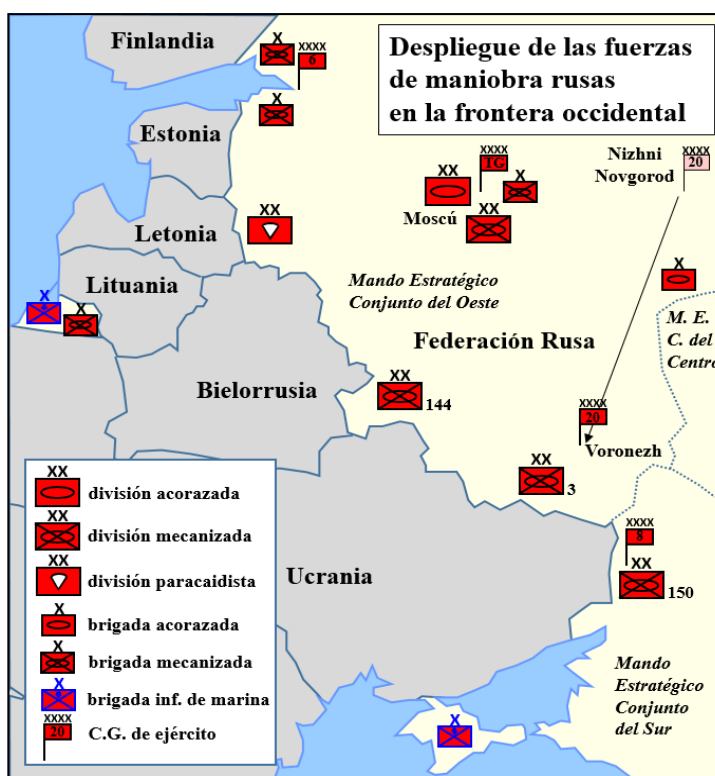 Despliegue de las fuerzas
de maniobra rusas
en la frontera occidental
Finlandia
X
XXXX
6
X
Estonia
XX
Letonia
Lituania
X
X
XX
Moscú
XXXX
TG
X
XX
Nizhni
Novgorod
XXXX
20
Mando Estratégico
Conjunto del Oeste
X
M. E.
C. del
Centro
Federación Rusa
Bielorrusia
XX
144
XXXX
20
Voronezh
XX
3
Ucrania
XXXX
8
XX
150
Mando
Estratégico
Conjunto
del Sur
X
XX
división acorazada
XX
división mecanizada
XX
división paracaidista
X
brigada acorazada
X
brigada mecanizada
X
brigada inf. de marina
XXXX
20
C.G. de ejército